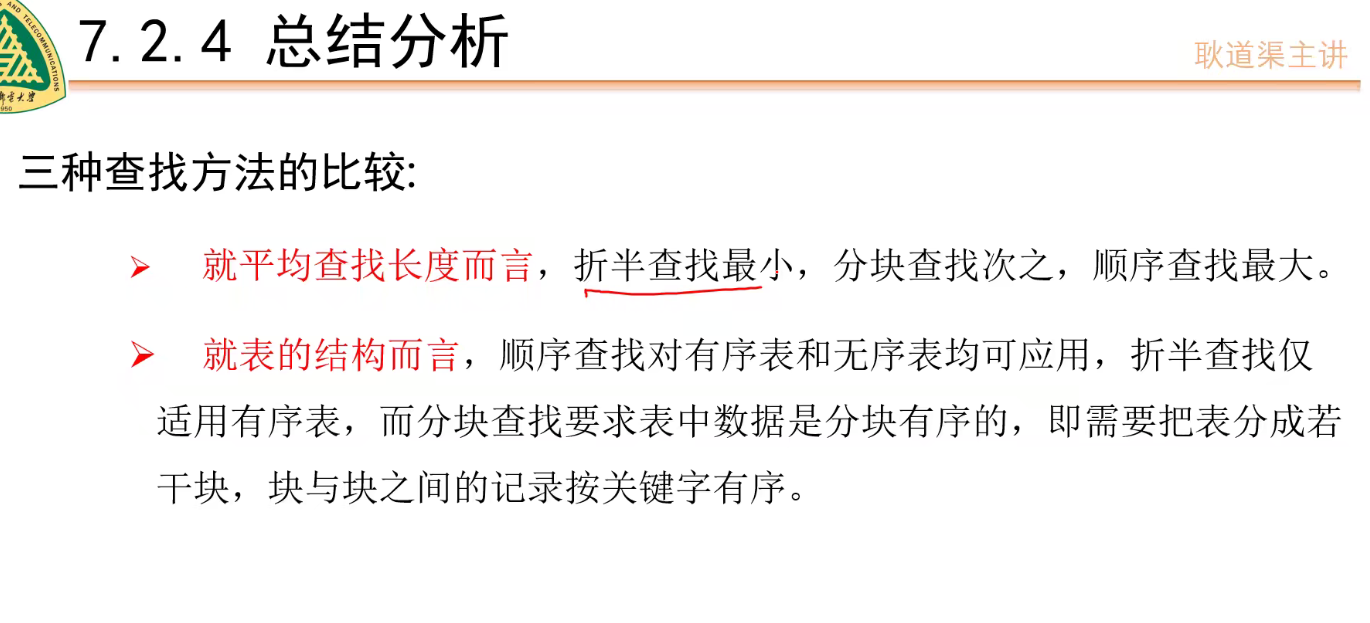 AND TELECOMMUNICATIONS
7.2.4 总结分析
耿道渠主讲
1950
三种查找方法的比较:
就平均查找长度而言，折半查找最小，分块查找次之，顺序查找最大。
就表的结构而言，顺序查找对有序表和无序表均可应用，折半查找仅
适用有序表，而分块查找要求表中数据是分块有序的，即需要把表分成若
干块，块与块之间的记录按关键字有序。